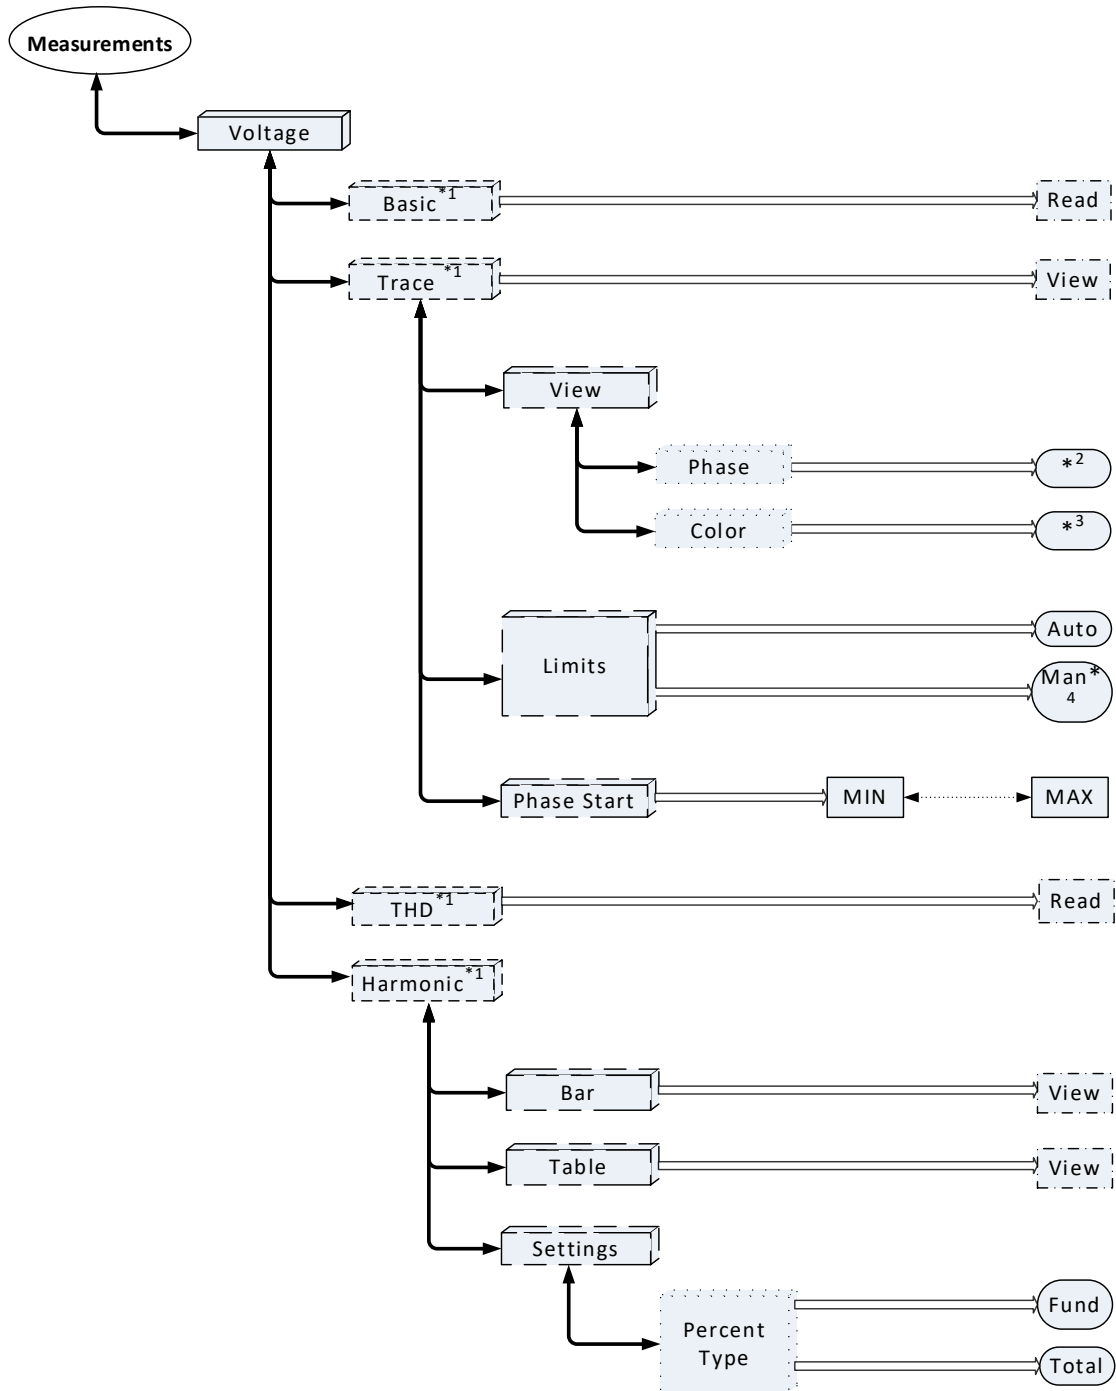 Measurements
Voltage
Basic*1
Read
Trace *1
View
View
Phase
*2
Color
*3
Limits
Auto
Man*
4
Phase Start
MIN
MAX
THD*1
Read
Harmonic*1
Bar
View
Table
View
Settings
Percent
Type
Fund
Total